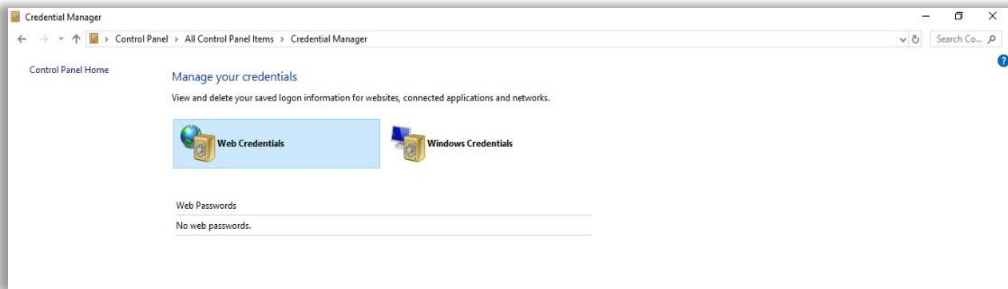 Credential Manager
Control Panel > All Control Panel Items > Credential Manager
Search Co...
Control Panel Home
Manage your credentials
View and delete your saved logon information for websites, connected applications and networks.
Web Credentials
Windows Credentials
Web Passwords
No web passwords.